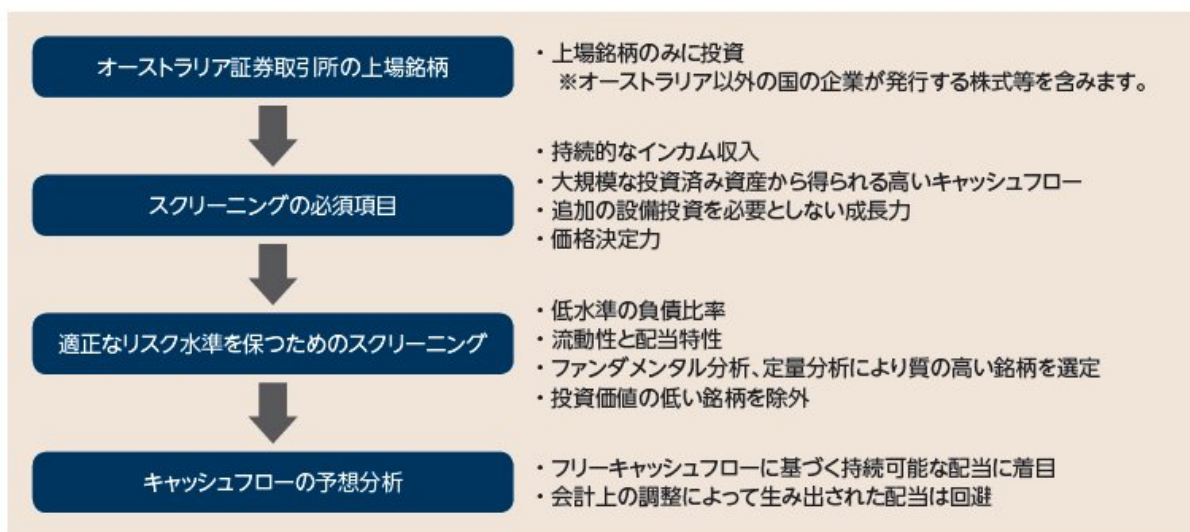 オーストラリア証券取引所の上場銘柄
・上場銘柄のみに投資
※オーストラリア以外の国の企業が発行する株式等を含みます。
スクリーニングの必須項目
・持続的なインカム収入
・大規模な投資済み資産から得られる高いキャッシュフロー
・追加の設備投資を必要としない成長力
・価格決定力
適正なリスク水準を保つためのスクリーニング
・低水準の負債比率
・流動性と配当特性
・ファンダメンタル分析、定量分析により質の高い銘柄を選定
・投資価値の低い銘柄を除外
キャッシュフローの予想分析
・フリーキャッシュフローに基づく持続可能な配当に着目
・会計上の調整によって生み出された配当は回避